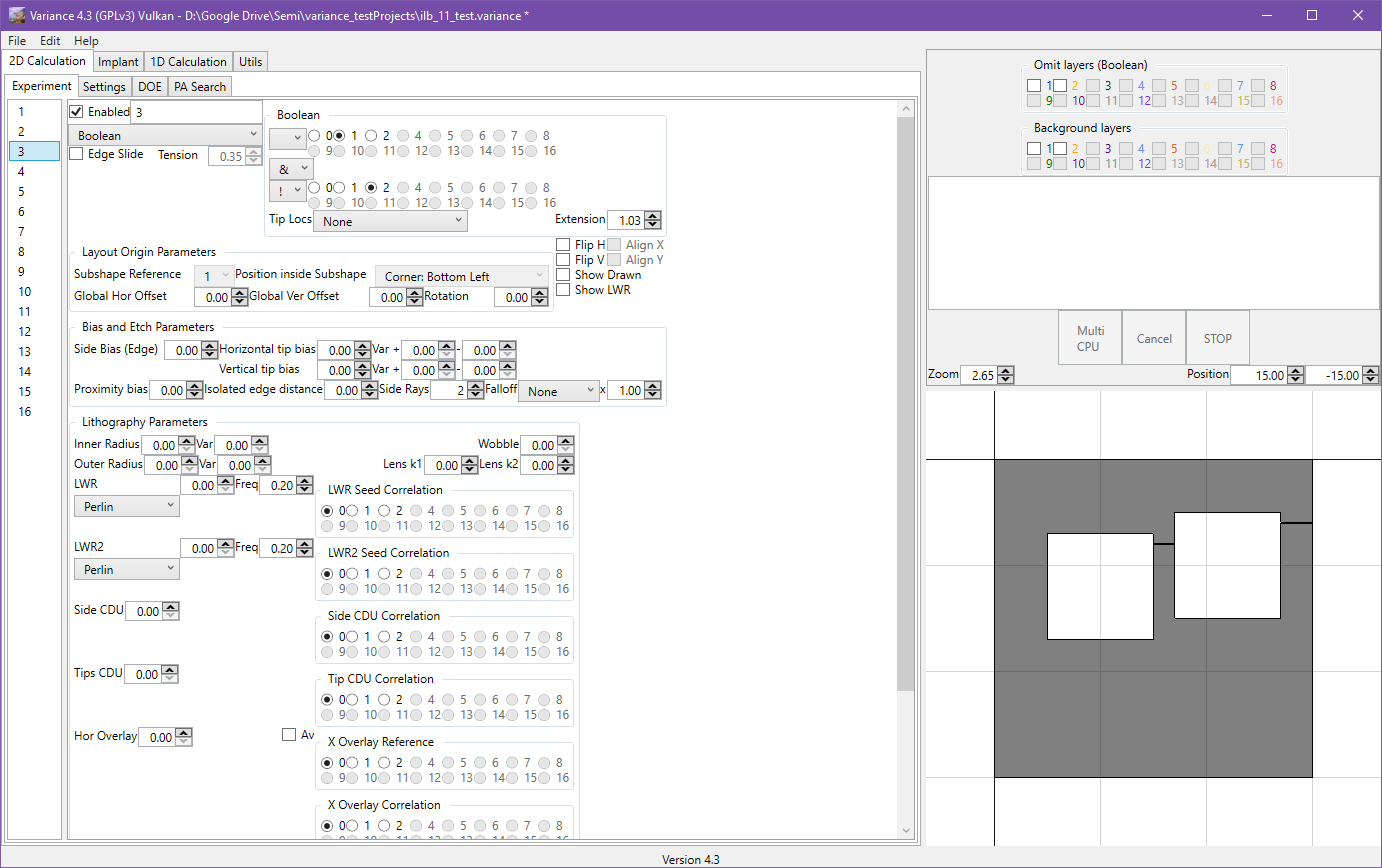 Variance 4.3 (GPLv3) Vulkan - D:\Google Drive\Semi\variance_testProjects\ilb_11_test.variance *
File Edit Help
2D Calculation Implant 1D Calculation Utils
Experiment Settings DOE PA Search
1
2
3
4
5
6
7
8
9
10
11
12
13
14
15
16
Enabled 3
Boolean
Edge Slide Tension 0.35
Boolean
0 1 2 4 5 6 7 8
9 10 11 12 13 14 15 16
&
! 0 1 2 4 5 6 7 8
9 10 11 12 13 14 15 16
Tip Locs None Extension 1.03
Layout Origin Parameters
Subshape Reference 1 Position inside Subshape Corner: Bottom Left
Global Hor Offset 0.00 Global Ver Offset 0.00 Rotation 0.00
Flip H Align X
Flip V Align Y
Show Drawn
Show LWR
Bias and Etch Parameters
Side Bias (Edge) 0.00 Horizontal tip bias 0.00 Var + 0.00 - 0.00
Vertical tip bias 0.00 Var + 0.00 - 0.00
Proximity bias 0.00 Isolated edge distance 0.00 Side Rays 2 Falloff None x 1.00
Lithography Parameters
Inner Radius 0.00 Var 0.00 Wobble 0.00
Outer Radius 0.00 Var 0.00 Lens k1 0.00 Lens k2 0.00
LWR 0.00 Freq 0.20
Perlin
LWR Seed Correlation
0 1 2 4 5 6 7 8
9 10 11 12 13 14 15 16
LWR2 0.00 Freq 0.20
Perlin
LWR2 Seed Correlation
0 1 2 4 5 6 7 8
9 10 11 12 13 14 15 16
Side CDU 0.00
Side CDU Correlation
0 1 2 4 5 6 7 8
9 10 11 12 13 14 15 16
Tips CDU 0.00
Tip CDU Correlation
0 1 2 4 5 6 7 8
9 10 11 12 13 14 15 16
Hor Overlay 0.00 Av
X Overlay Reference
0 1 2 4 5 6 7 8
9 10 11 12 13 14 15 16
X Overlay Correlation
0 1 2 4 5 6 7 8
Omit layers (Boolean)
1 2 3 4 5 6 7 8
9 10 11 12 13 14 15 16
Background layers
1 2 3 4 5 6 7 8
9 10 11 12 13 14 15 16
Multi CPU Cancel STOP
Zoom 2.65 Position 15.00 -15.00
Version 4.3